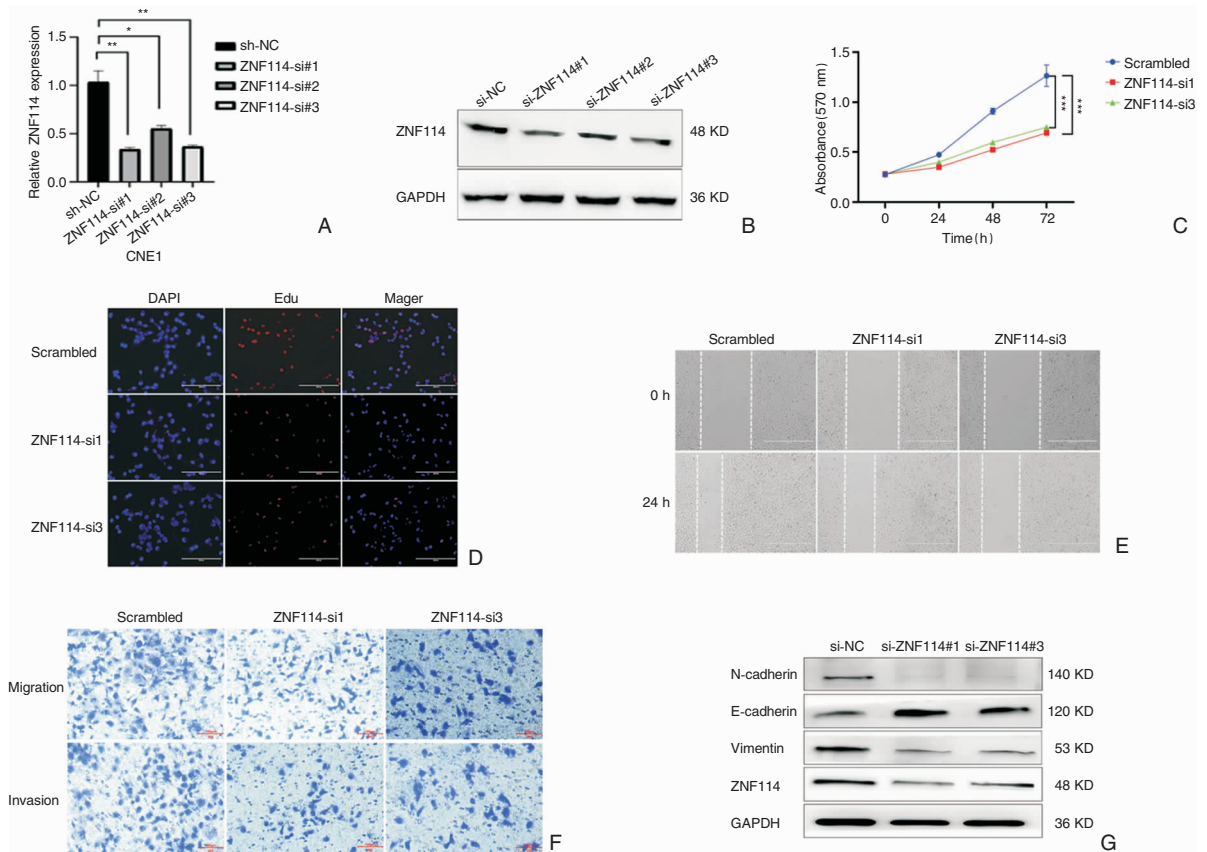 **
*
**
Relative ZNF114 expression
1.5
1.0
0.5
0.0
sh-NC
ZNF114-si#1
ZNF114-si#2
ZNF114-si#3
CNE1
sh-NC
ZNF114-si#1
ZNF114-si#2
ZNF114-si#3
A
si-NC
si-ZNF114#1
si-ZNF114#2
si-ZNF114#3
ZNF114
48 KD
GAPDH
36 KD
B
Absorbance(570 nm)
1.5
1.0
0.5
0.0
0
24
48
72
Time(h)
***
***
Scrambled
ZNF114-si1
ZNF114-si3
C
DAPI
Edu
Mager
Scrambled
ZNF114-si1
ZNF114-si3
D
Scrambled
ZNF114-si1
ZNF114-si3
0 h
24 h
E
Scrambled
ZNF114-si1
ZNF114-si3
Migration
Invasion
F
si-NC
si-ZNF114#1
si-ZNF114#3
N-cadherin
140 KD
E-cadherin
120 KD
Vimentin
53 KD
ZNF114
48 KD
GAPDH
36 KD
G